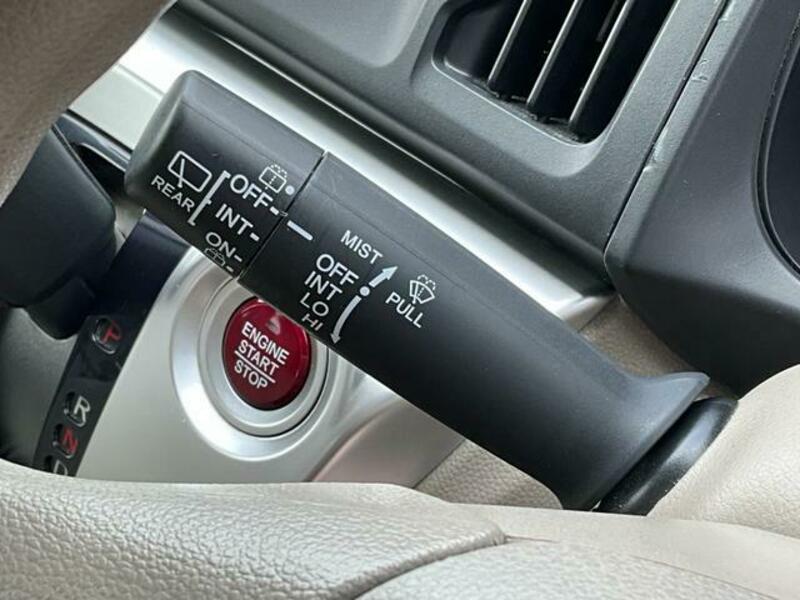 REAR
OFF
INT
ON
MIST
OFF
INT
LO
HI
PULL
ENGINE
START
STOP
P
R
N
D